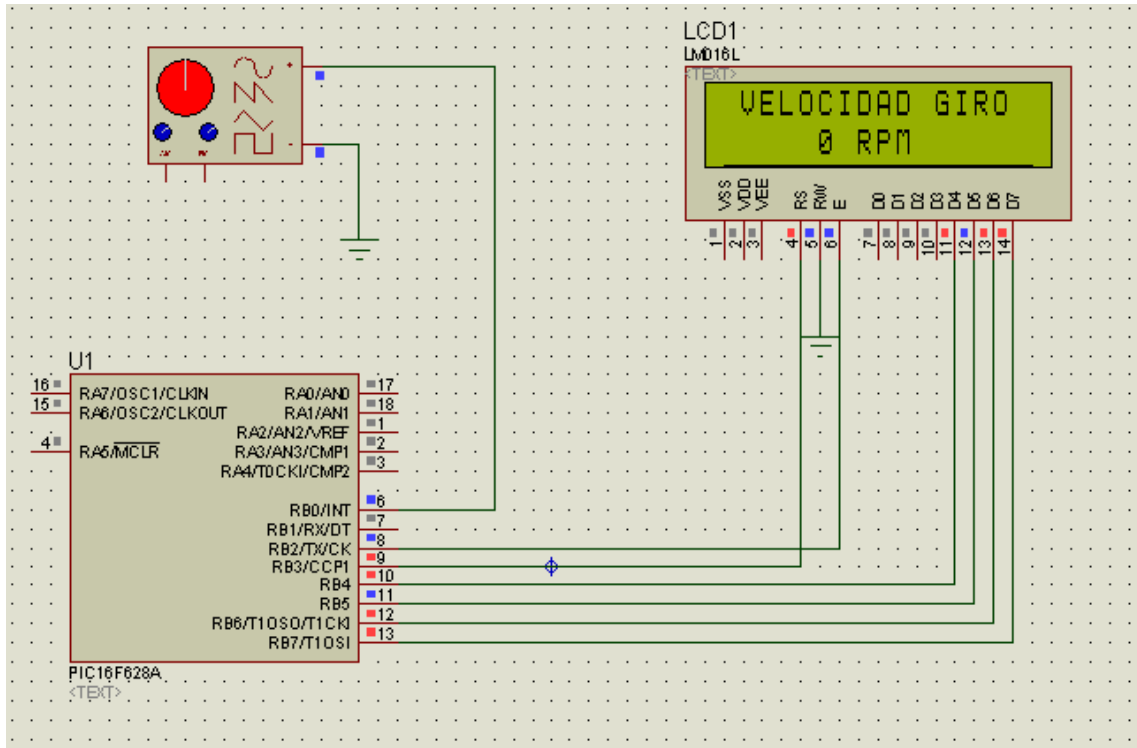 LCD1
LM016L
<TEXT>
VELOCIDAD GIRO
0 RPM
VSS
VDD
VEE
RS
RW
E
D0
D1
D2
D3
D4
D5
D6
D7
1
2
3
4
5
6
7
8
9
10
11
12
13
14
+
-
U1
16
RA7/OSC1/CLKIN
RA0/AN0
17
15
RA6/OSC2/CLKOUT
RA1/AN1
18
RA2/AN2/VREF
1
4
RA5/MCLR
RA3/AN3/CMP1
2
RA4/T0CKI/CMP2
3
RB0/INT
6
RB1/RX/DT
7
RB2/TX/CK
8
RB3/CCP1
9
RB4
10
RB5
11
RB6/T1OSO/T1CKI
12
RB7/T1OSI
13
PIC16F628A
<TEXT>